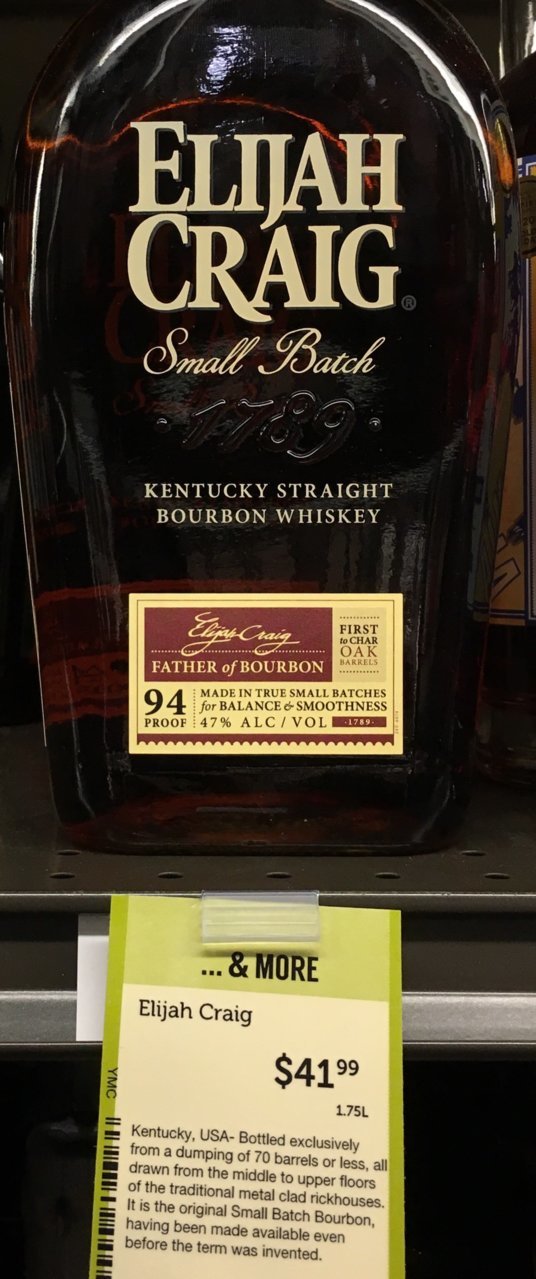 ELIJAH
CRAIG®
Small Batch
· 1789 ·
KENTUCKY STRAIGHT
BOURBON WHISKEY
Elijah Craig
FATHER of BOURBON
FIRST
to CHAR
OAK
BARRELS
94
PROOF
MADE IN TRUE SMALL BATCHES
for BALANCE & SMOOTHNESS
47% ALC / VOL
·1789·
... & MORE
Elijah Craig
$41⁹⁹
1.75L
YMC
Kentucky, USA- Bottled exclusively
from a dumping of 70 barrels or less, all
drawn from the middle to upper floors
of the traditional metal clad rickhouses.
It is the original Small Batch Bourbon,
having been made available even
before the term was invented.